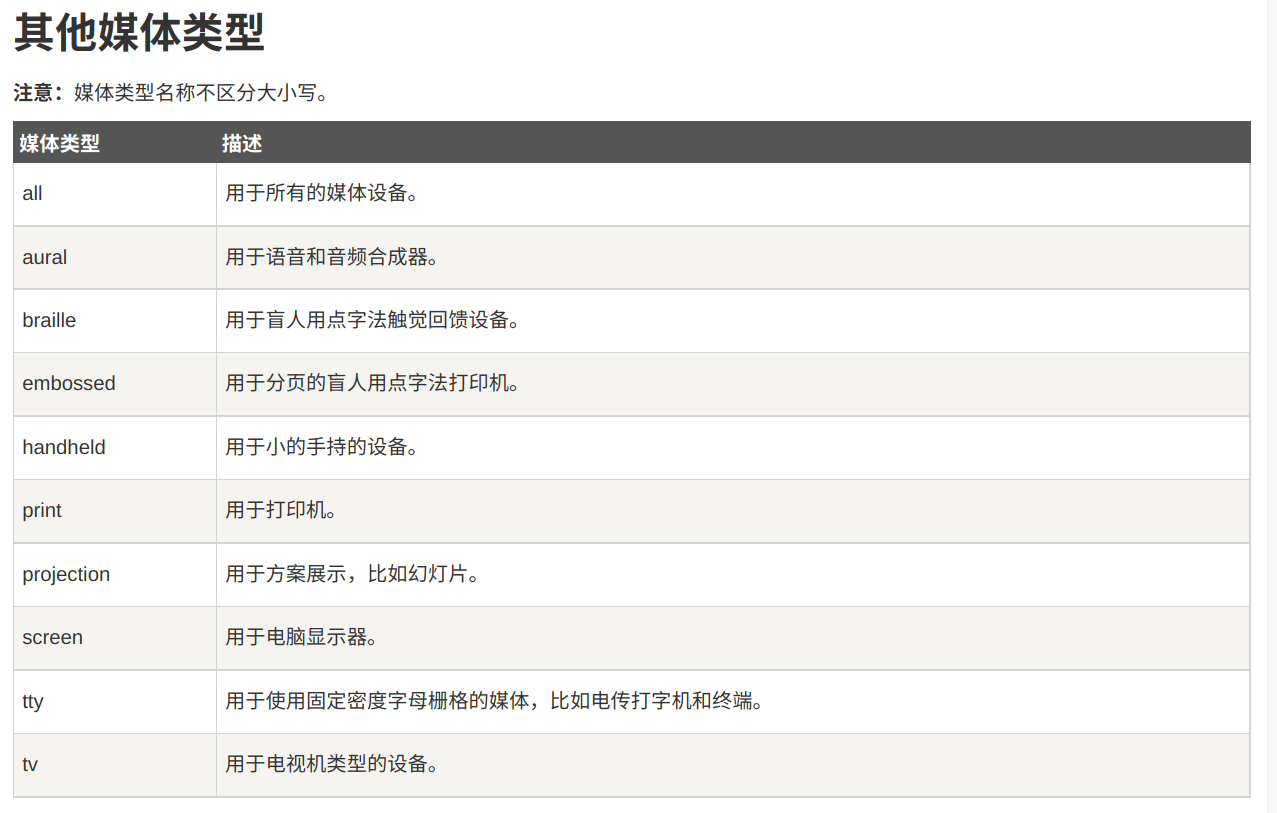 其他媒体类型
注意：媒体类型名称不区分大小写。
媒体类型 描述
all 用于所有的媒体设备。
aural 用于语音和音频合成器。
braille 用于盲人用点字法触觉回馈设备。
embossed 用于分页的盲人用点字法打印机。
handheld 用于小的手持的设备。
print 用于打印机。
projection 用于方案展示，比如幻灯片。
screen 用于电脑显示器。
tty 用于使用固定密度字母栅格的媒体，比如电传打字机和终端。
tv 用于电视机类型的设备。